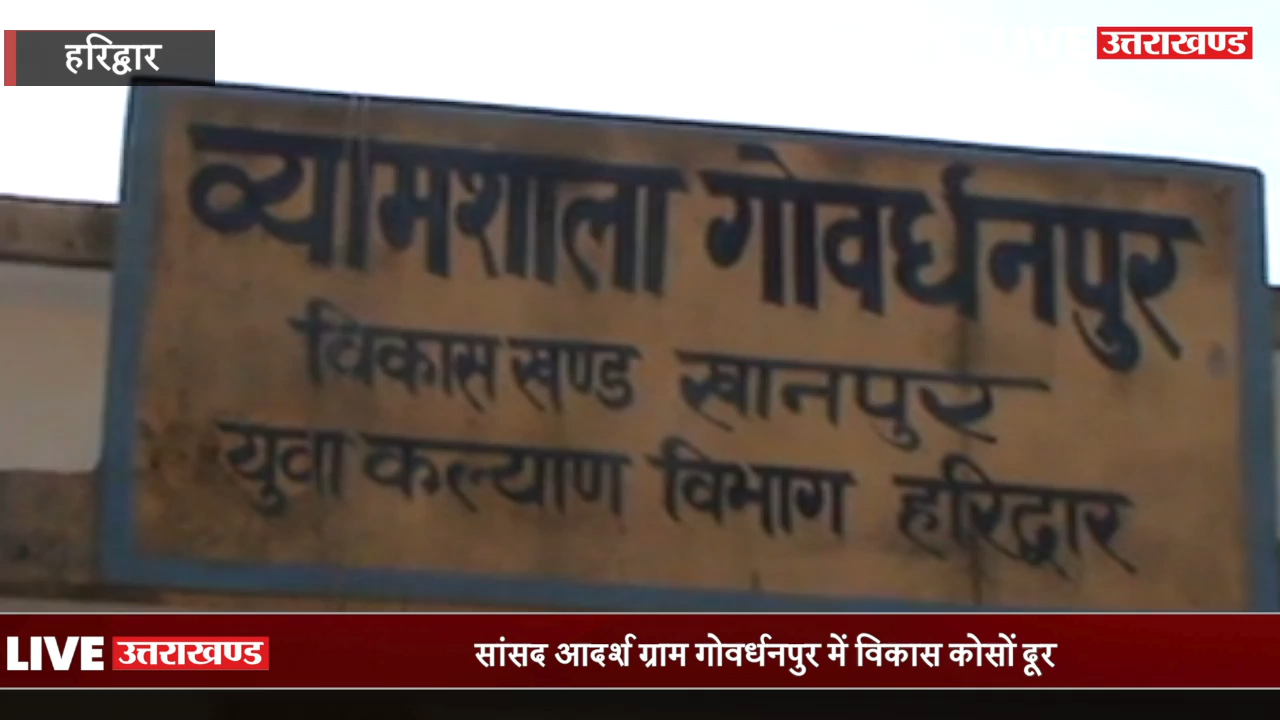 हरिद्वार
LIVE उत्तराखण्ड
व्यामशाला गोवर्धनपुर
विकास खण्ड खानपुर
युवा कल्याण विभाग हरिद्वार
LIVE उत्तराखण्ड
सांसद आदर्श ग्राम गोवर्धनपुर में विकास कोसों दूर